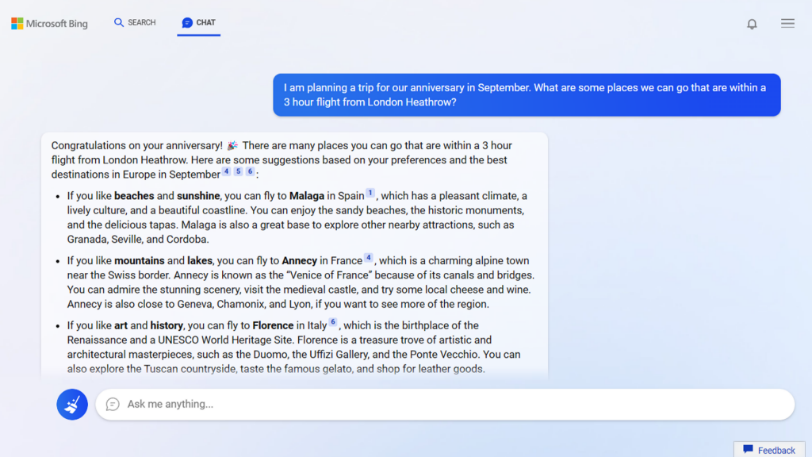 Microsoft Bing
SEARCH
CHAT
I am planning a trip for our anniversary in September. What are some places we can go that are within a
3 hour flight from London Heathrow?
Congratulations on your anniversary! 🎉 There are many places you can go that are within a 3 hour
flight from London Heathrow. Here are some suggestions based on your preferences and the best
destinations in Europe in September 4 5 6 :
• If you like beaches and sunshine, you can fly to Malaga in Spain 1 , which has a pleasant climate, a
lively culture, and a beautiful coastline. You can enjoy the sandy beaches, the historic monuments,
and the delicious tapas. Malaga is also a great base to explore other nearby attractions, such as
Granada, Seville, and Cordoba.
• If you like mountains and lakes, you can fly to Annecy in France 4 , which is a charming alpine town
near the Swiss border. Annecy is known as the “Venice of France” because of its canals and bridges.
You can admire the stunning scenery, visit the medieval castle, and try some local cheese and wine.
Annecy is also close to Geneva, Chamonix, and Lyon, if you want to see more of the region.
• If you like art and history, you can fly to Florence in Italy 6 , which is the birthplace of the
Renaissance and a UNESCO World Heritage Site. Florence is a treasure trove of artistic and
architectural masterpieces, such as the Duomo, the Uffizi Gallery, and the Ponte Vecchio. You can
also explore the Tuscan countryside, taste the famous gelato, and shop for leather goods.
Ask me anything...
Feedback